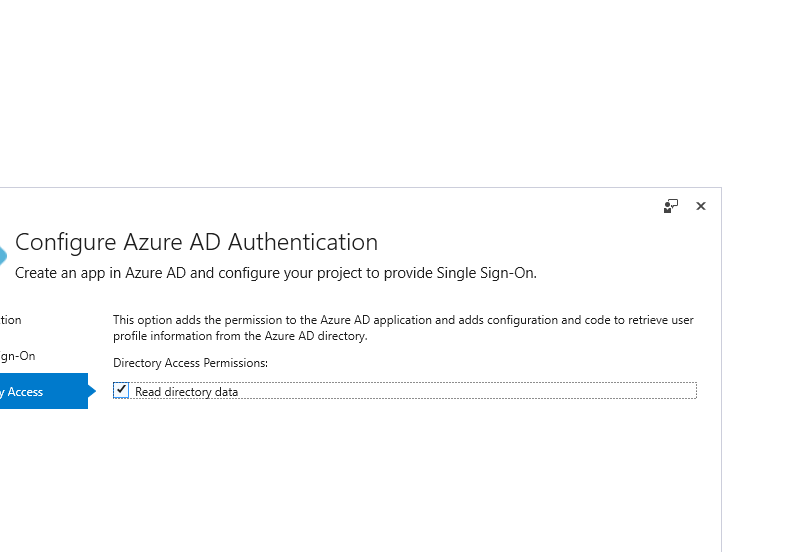 Configure Azure AD Authentication
Create an app in Azure AD and configure your project to provide Single Sign-On.
tion
This option adds the permission to the Azure AD application and adds configuration and code to retrieve user
profile information from the Azure AD directory.
gn-On
Directory Access Permissions:
y Access
Read directory data